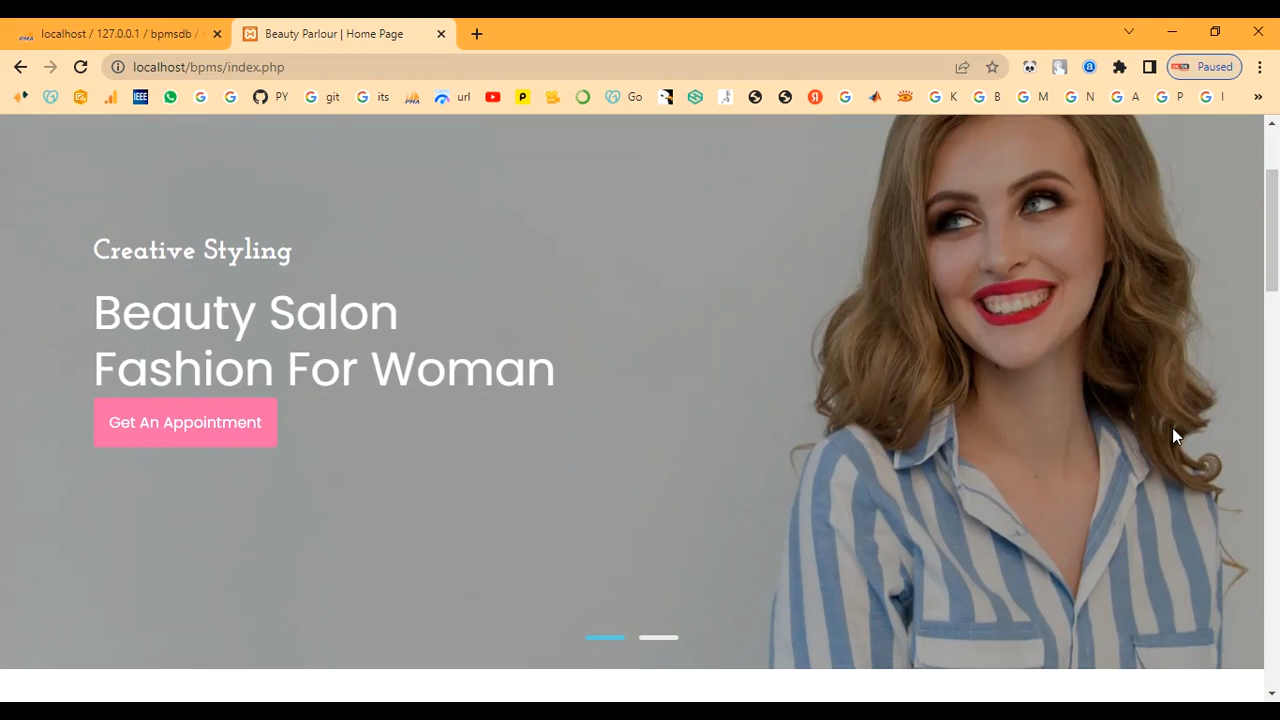 localhost / 127.0.0.1 / bpmsdb /
Beauty Parlour | Home Page
localhost/bpms/index.php
Paused
PY
git
its
url
Go
K
B
M
N
A
P
I
»
Creative Styling
Beauty Salon
Fashion For Woman
Get An Appointment